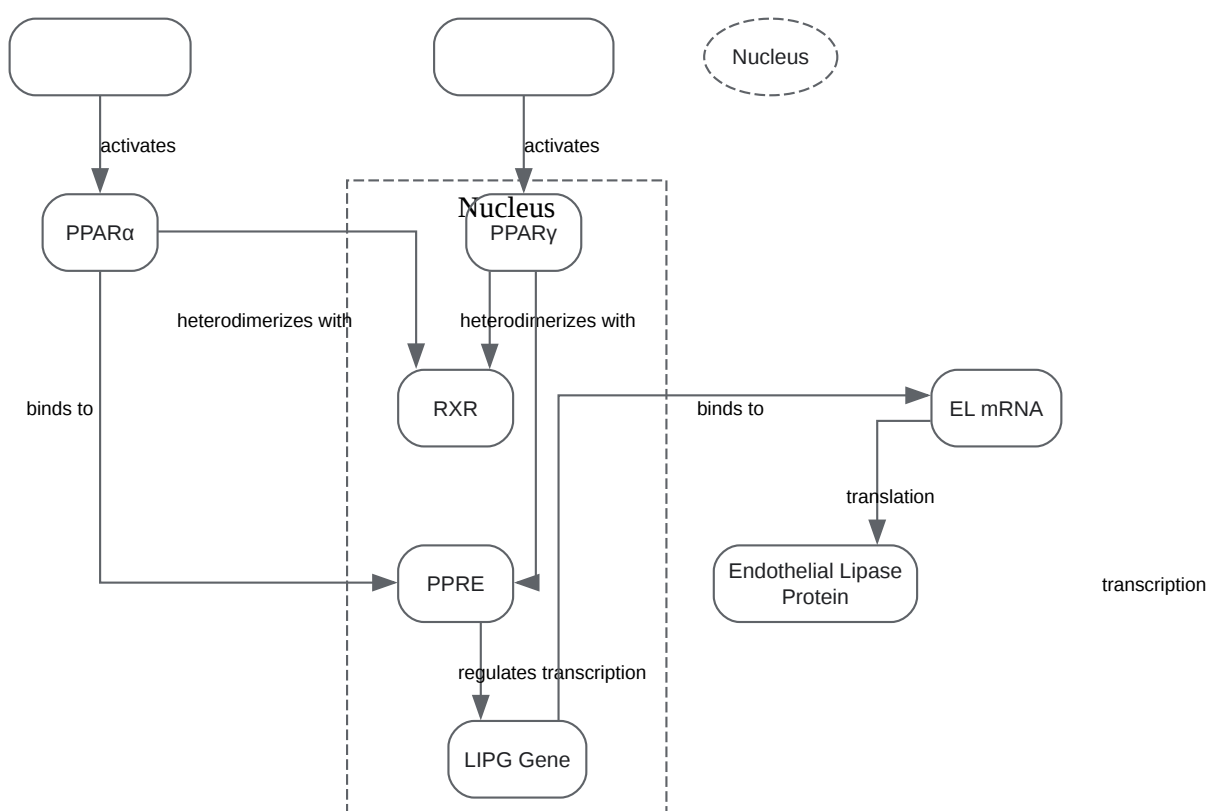 Nucleus
activates
activates
Nucleus
PPARα
PPARγ
heterodimerizes with
heterodimerizes with
binds to
RXR
binds to
EL mRNA
translation
PPRE
Endothelial Lipase
Protein
transcription
regulates transcription
LIPG Gene